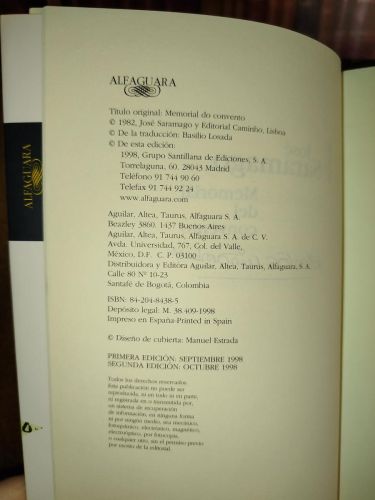 ALFAGUARA
Título original: Memorial do convento
© 1982, José Saramago y Editorial Caminho, Lisboa
© De la traducción: Basilio Losada
© De esta edición:
1998, Grupo Santillana de Ediciones, S. A.
Torrelaguna, 60. 28043 Madrid
Teléfono 91 744 90 60
Telefax 91 744 92 24
www.alfaguara.com
Aguilar, Altea, Taurus, Alfaguara S. A.
Beazley 3860. 1437 Buenos Aires
Aguilar, Altea, Taurus, Alfaguara S. A. de C. V.
Avda. Universidad, 767, Col. del Valle,
México, D.F. C. P. 03100
Distribuidora y Editora Aguilar, Altea, Taurus, Alfaguara, S. A.
Calle 80 Nº 10-23
Santafé de Bogotá, Colombia
ISBN: 84-204-8438-5
Depósito legal: M. 38.409-1998
Impreso en España-Printed in Spain
© Diseño de cubierta: Manuel Estrada
PRIMERA EDICIÓN: SEPTIEMBRE 1998
SEGUNDA EDICIÓN: OCTUBRE 1998
Todos los derechos reservados
Esta publicación no puede ser
reproducida, ni en todo ni en parte,
ni registrada en o transmitida por,
un sistema de recuperación
de información, en ninguna forma
ni por ningún medio, sea mecánico,
fotoquímico, electrónico, magnético,
electroóptico, por fotocopia,
o cualquier otro, sin el permiso previo
por escrito de la editorial.
ALFAGUARA